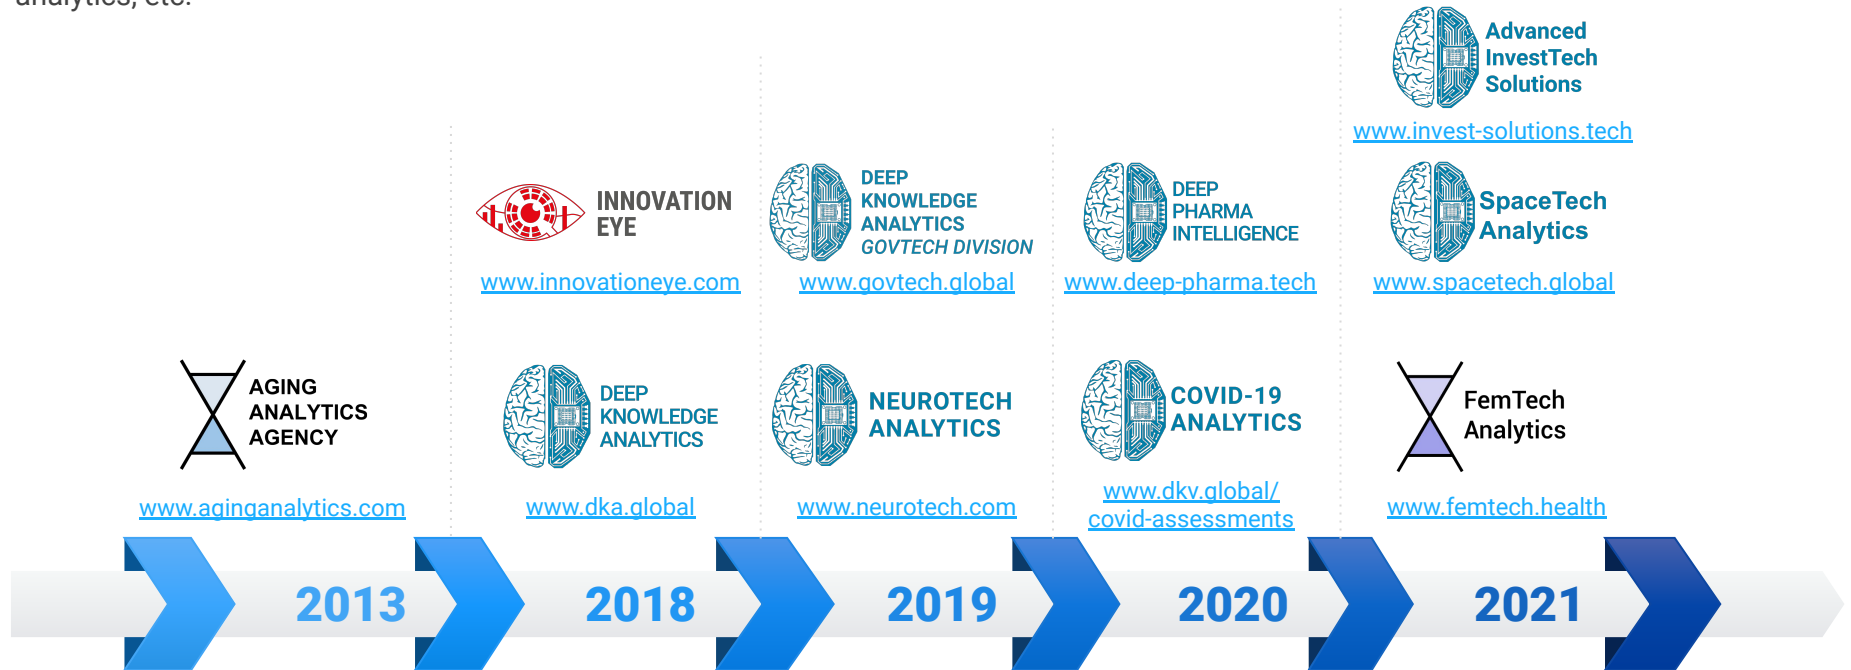 analytics, etc.
Advanced
InvestTech
Solutions
www.invest-solutions.tech
INNOVATION
EYE
www.innovationeye.com
DEEP
KNOWLEDGE
ANALYTICS
GOVTECH DIVISION
www.govtech.global
DEEP
PHARMA
INTELLIGENCE
www.deep-pharma.tech
SpaceTech
Analytics
www.spacetech.global
AGING
ANALYTICS
AGENCY
www.aginganalytics.com
DEEP
KNOWLEDGE
ANALYTICS
www.dka.global
NEUROTECH
ANALYTICS
www.neurotech.com
COVID-19
ANALYTICS
www.dkv.global/
covid-assessments
FemTech
Analytics
www.femtech.health
2013
2018
2019
2020
2021